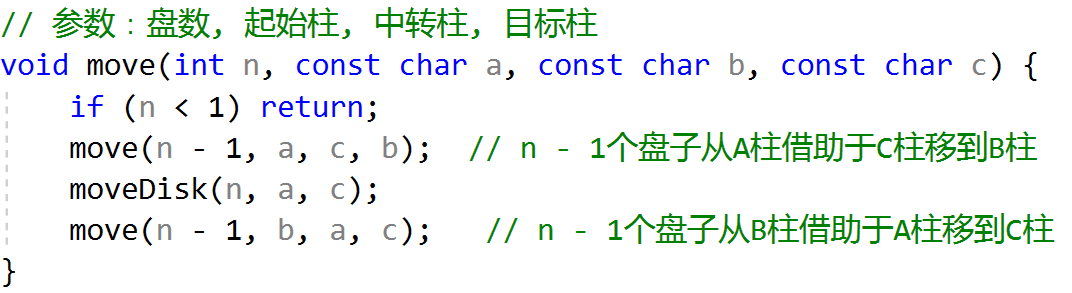 // 参数：盘数, 起始柱, 中转柱, 目标柱
void move(int n, const char a, const char b, const char c) {
    if (n < 1) return;
    move(n - 1, a, c, b);  // n - 1个盘子从A柱借助于C柱移到B柱
    moveDisk(n, a, c);
    move(n - 1, b, a, c);   // n - 1个盘子从B柱借助于A柱移到C柱
}